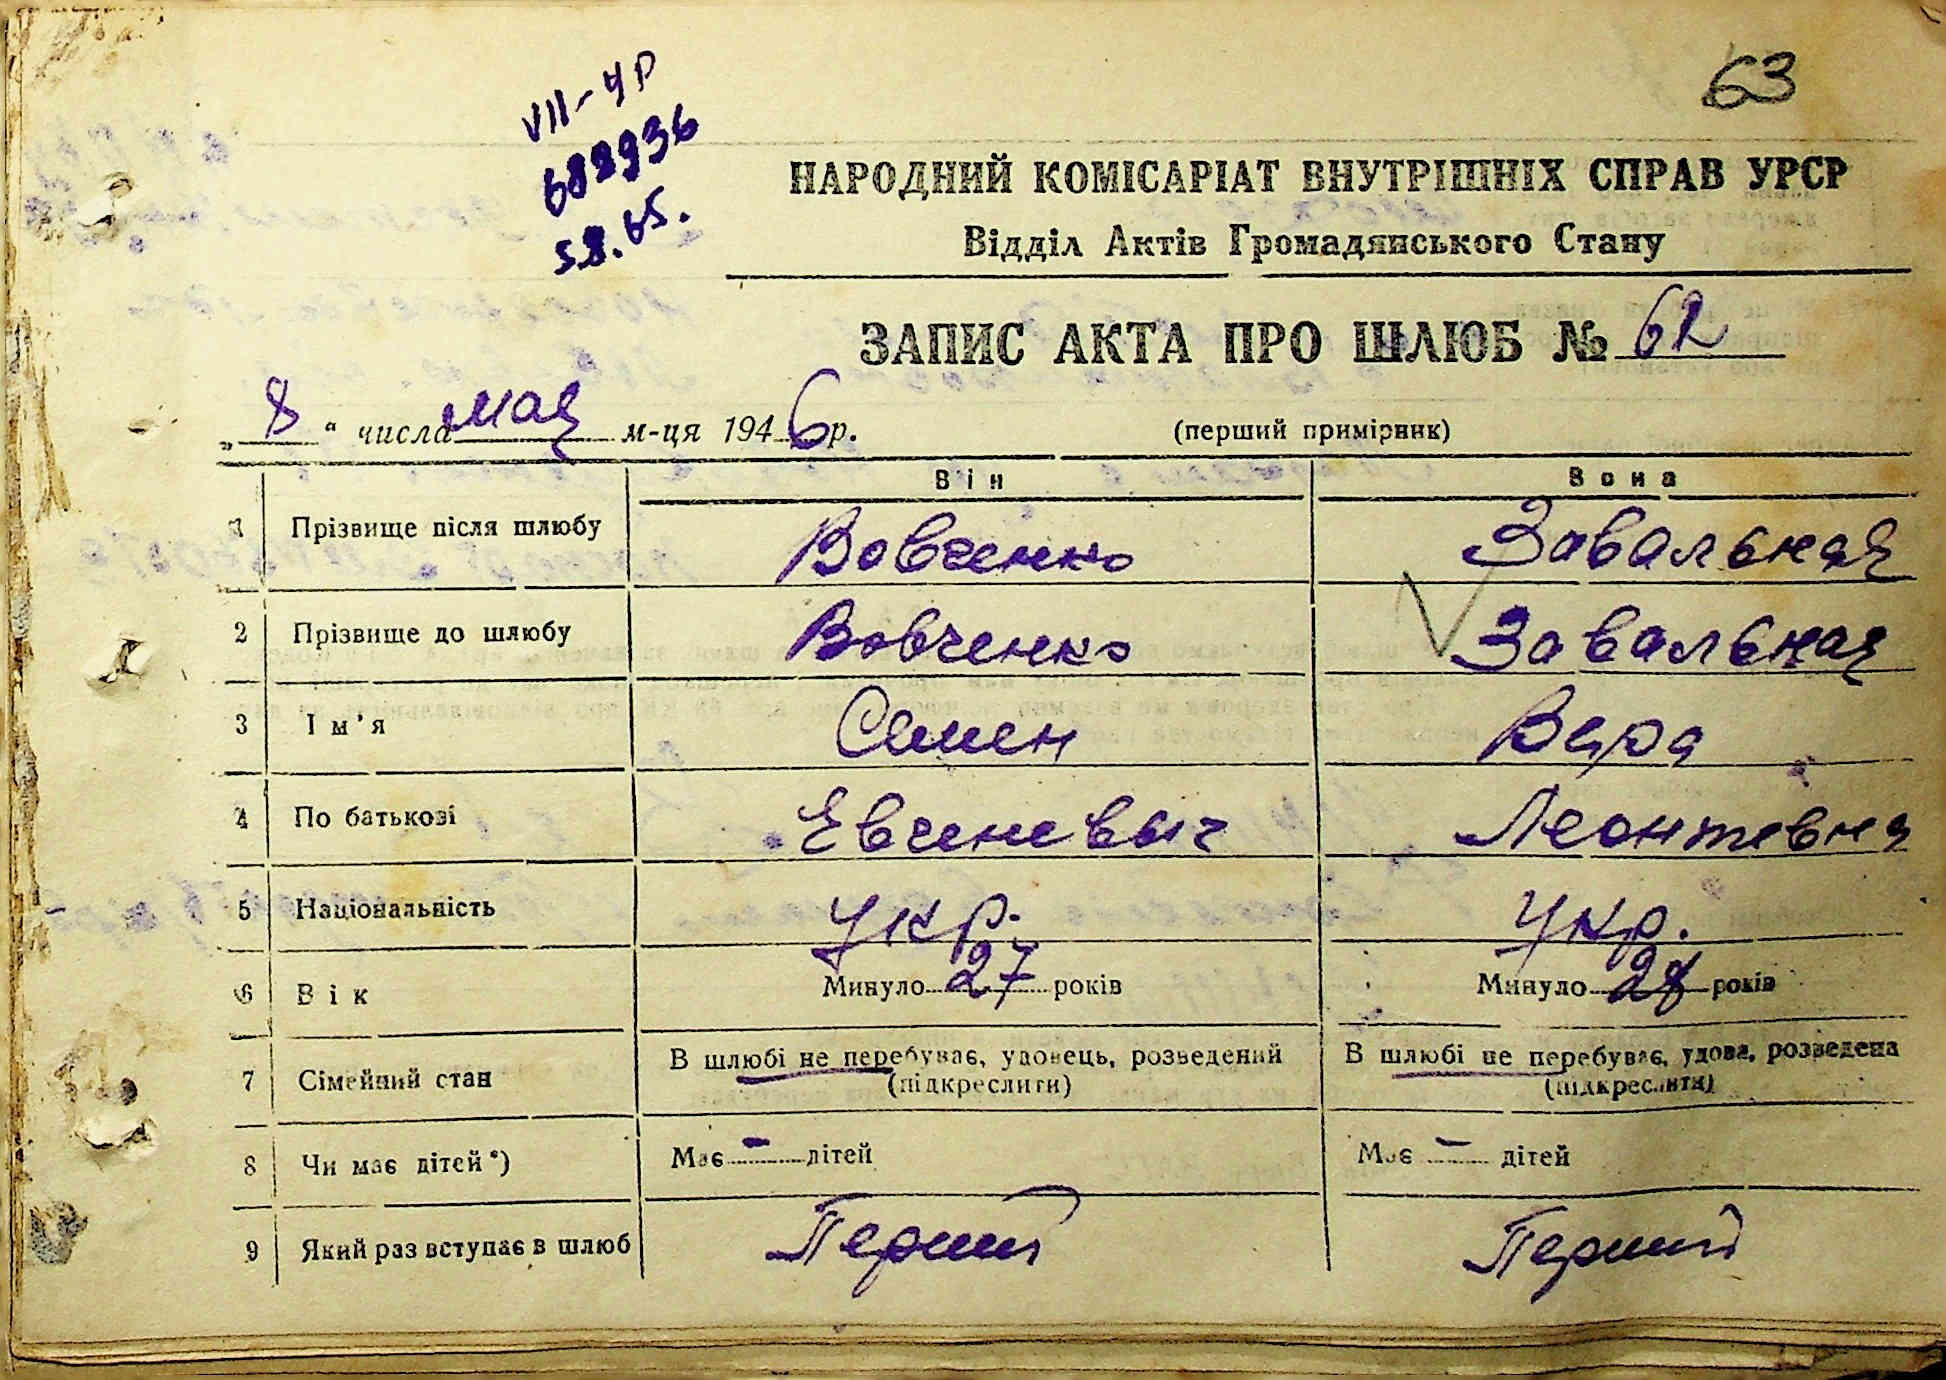 63
VII-УР
688936
5.8.65.
НАРОДНИЙ КОМІСАРІАТ ВНУТРІШНІХ СПРАВ УРСР
Відділ Актів Громадянського Стану
ЗАПИС АКТА ПРО ШЛЮБ № 62
„ 8 “ числа мая м-ця 1946 р. (перший примірник)
Він Вона
1 Прізвище після шлюбу Вовченко Завальная
2 Прізвище до шлюбу Вовченко Завальная
3 Ім'я Семен Вера
4 По батькові Евченевыч Леонтевна
5 Національність Укр. Укр.
6 Вік Минуло 27 років Минуло 28 років
7 Сімейний стан В шлюбі не перебуває, удовець, розведений В шлюбі не перебуває, удова, розведена
(підкреслити) (підкреслити)
8 Чи має дітей *) Має — дітей Має — дітей
9 Який раз вступає в шлюб Перший Перший